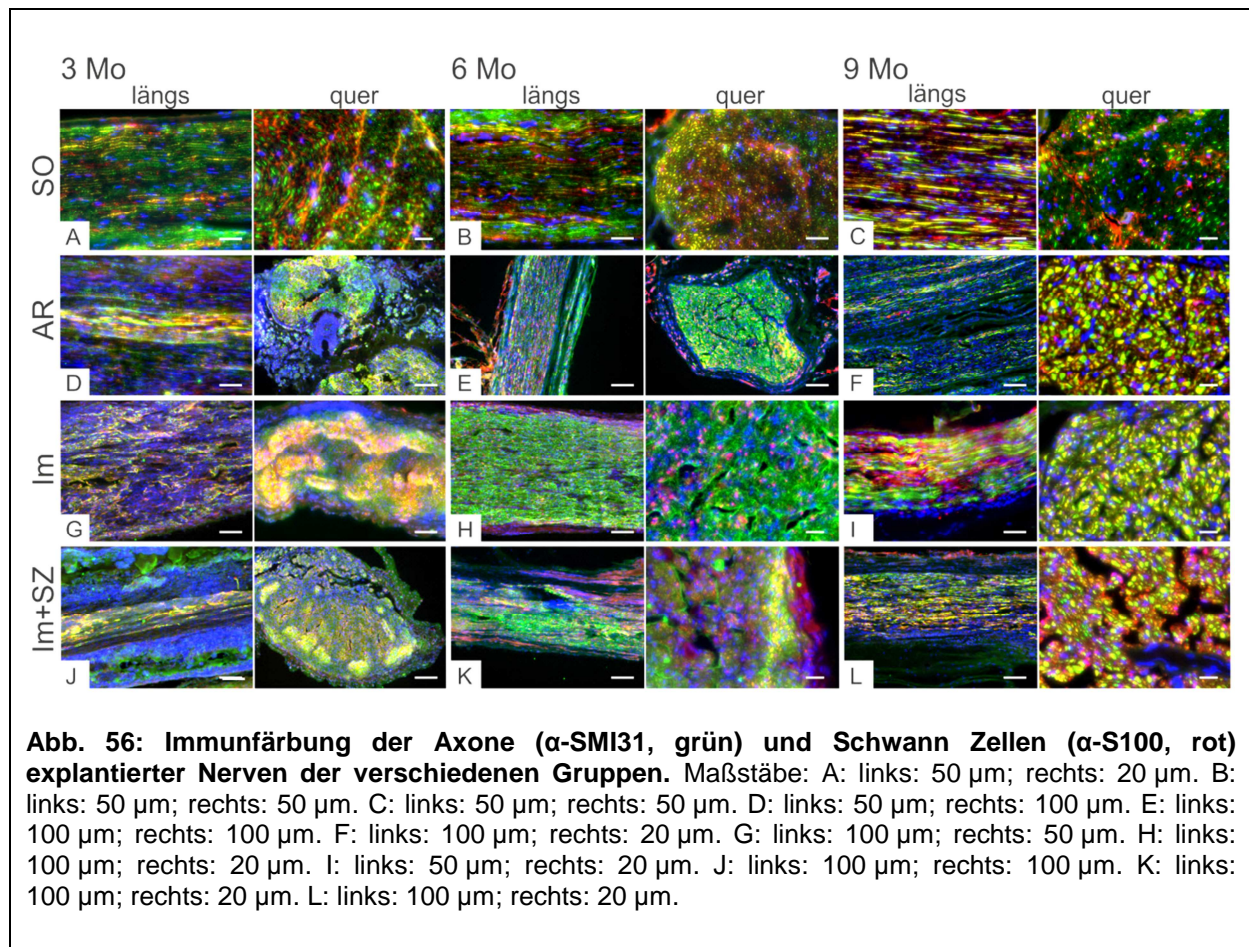 3 Mo 6 Mo 9 Mo
längs quer längs quer längs quer
SO
A B C
AR
D E F
Im
G H I
Im+SZ
J K L
Abb. 56: Immunfärbung der Axone (α-SMI31, grün) und Schwann Zellen (α-S100, rot)
explantierter Nerven der verschiedenen Gruppen. Maßstäbe: A: links: 50 µm; rechts: 20 µm. B:
links: 50 µm; rechts: 50 µm. C: links: 50 µm; rechts: 50 µm. D: links: 50 µm; rechts: 100 µm. E: links:
100 µm; rechts: 100 µm. F: links: 100 µm; rechts: 20 µm. G: links: 100 µm; rechts: 50 µm. H: links:
100 µm; rechts: 20 µm. I: links: 50 µm; rechts: 20 µm. J: links: 100 µm; rechts: 100 µm. K: links:
100 µm; rechts: 20 µm. L: links: 100 µm; rechts: 20 µm.